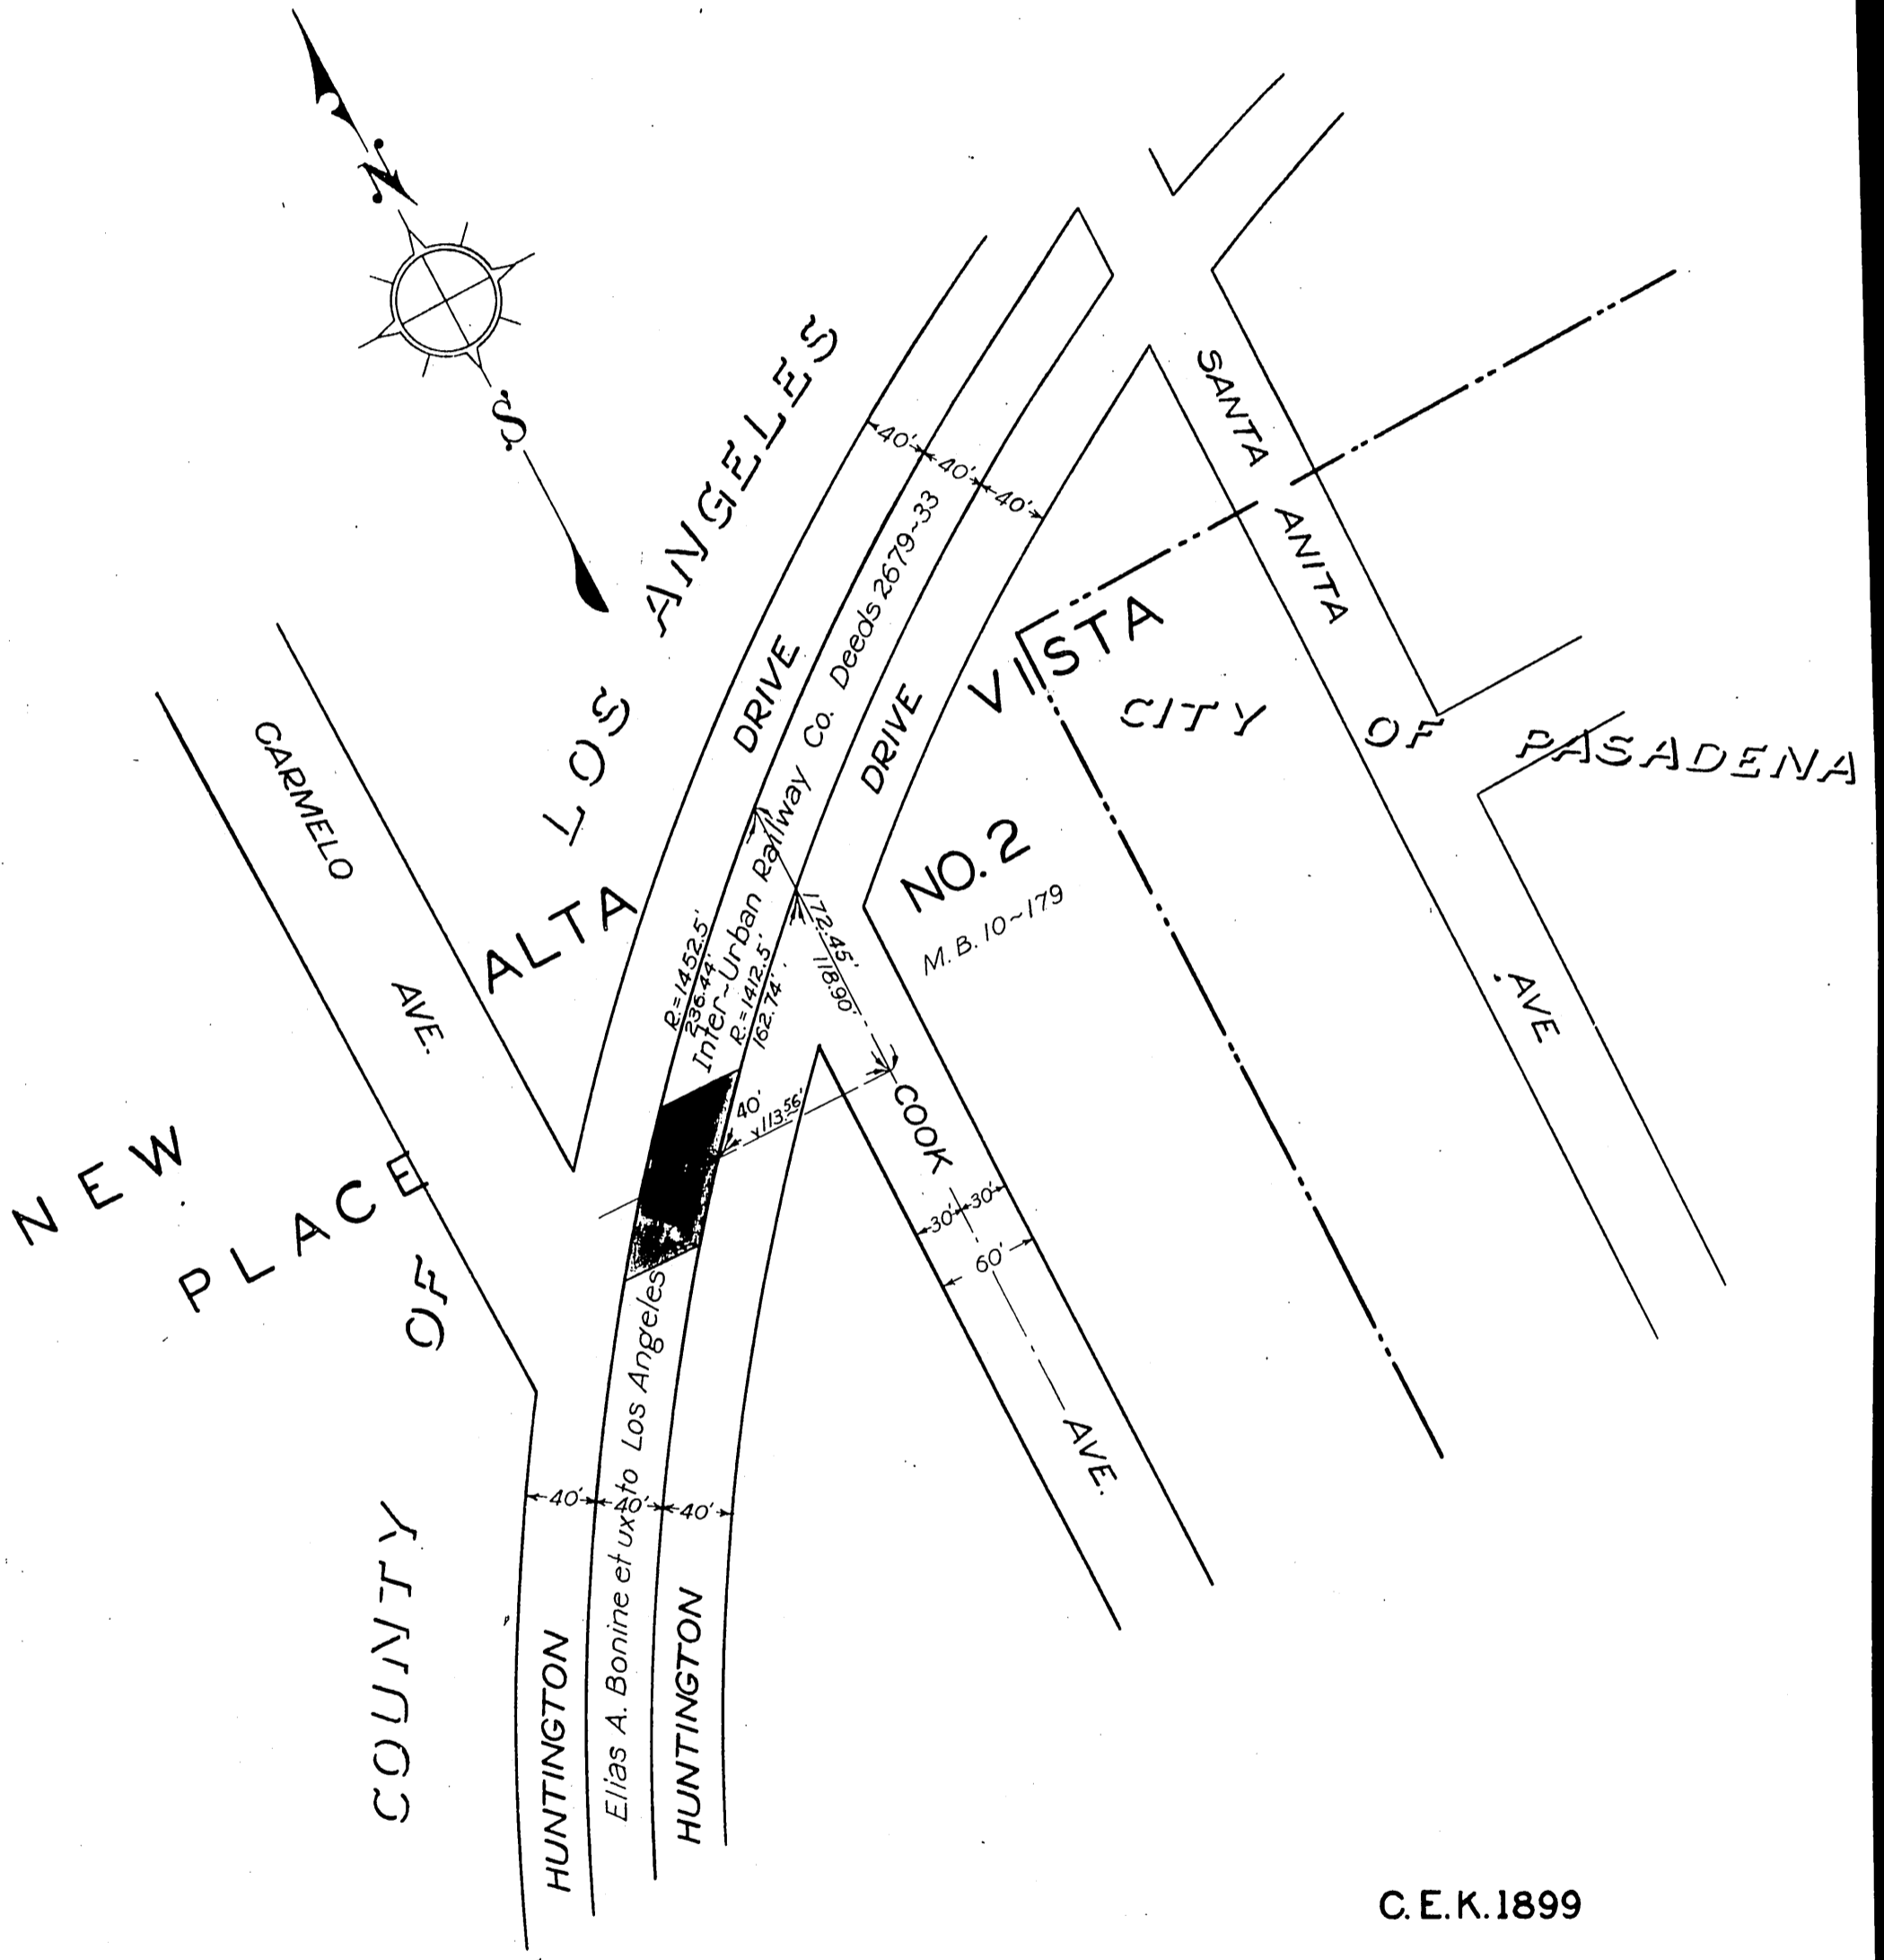 N
S
LOS ANGELES
SANTA ANITA AVE
40'
40'
40'
DRIVE
Elias A. Bonine et ux to Los Angeles Inter~Urban Railway Co. Deeds 2679~33
DRIVE
ALTA VISTA
NO. 2
M. B. 10~179
CITY OF PASADENA
CARMELO AVE.
R.=1452.5'
236.44'
R.=1412.5'
162.74'
172.45'
118.60'
40'
113.56'
COOK AVE.
30'
30'
60'
NEW
PLACE
COUNTY OF
40'
40'
40'
HUNTINGTON
HUNTINGTON
C.E.K.1899